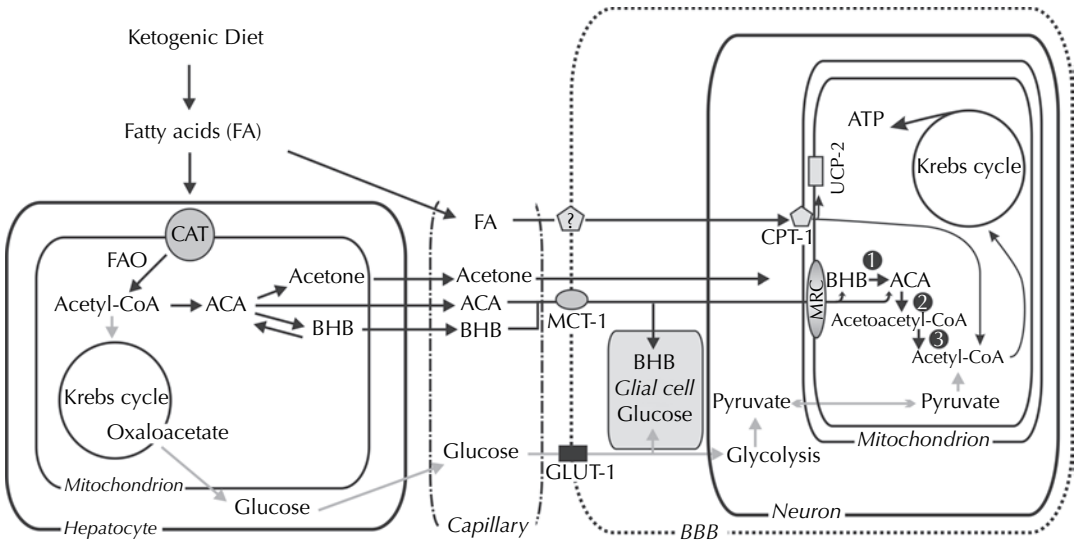 Ketogenic Diet
Fatty acids (FA)
CAT
FAO
Acetyl-CoA
ACA
Acetone
BHB
Krebs cycle
Oxaloacetate
Mitochondrion
Glucose
Hepatocyte
FA
Acetone
ACA
BHB
Glucose
Capillary
?
MCT-1
GLUT-1
BHB
Glial cell
Glucose
BBB
ATP
Krebs cycle
UCP-2
CPT-1
MRC
BHB
1
ACA
2
Acetoacetyl-CoA
3
Acetyl-CoA
Pyruvate
Pyruvate
Mitochondrion
Glycolysis
Neuron